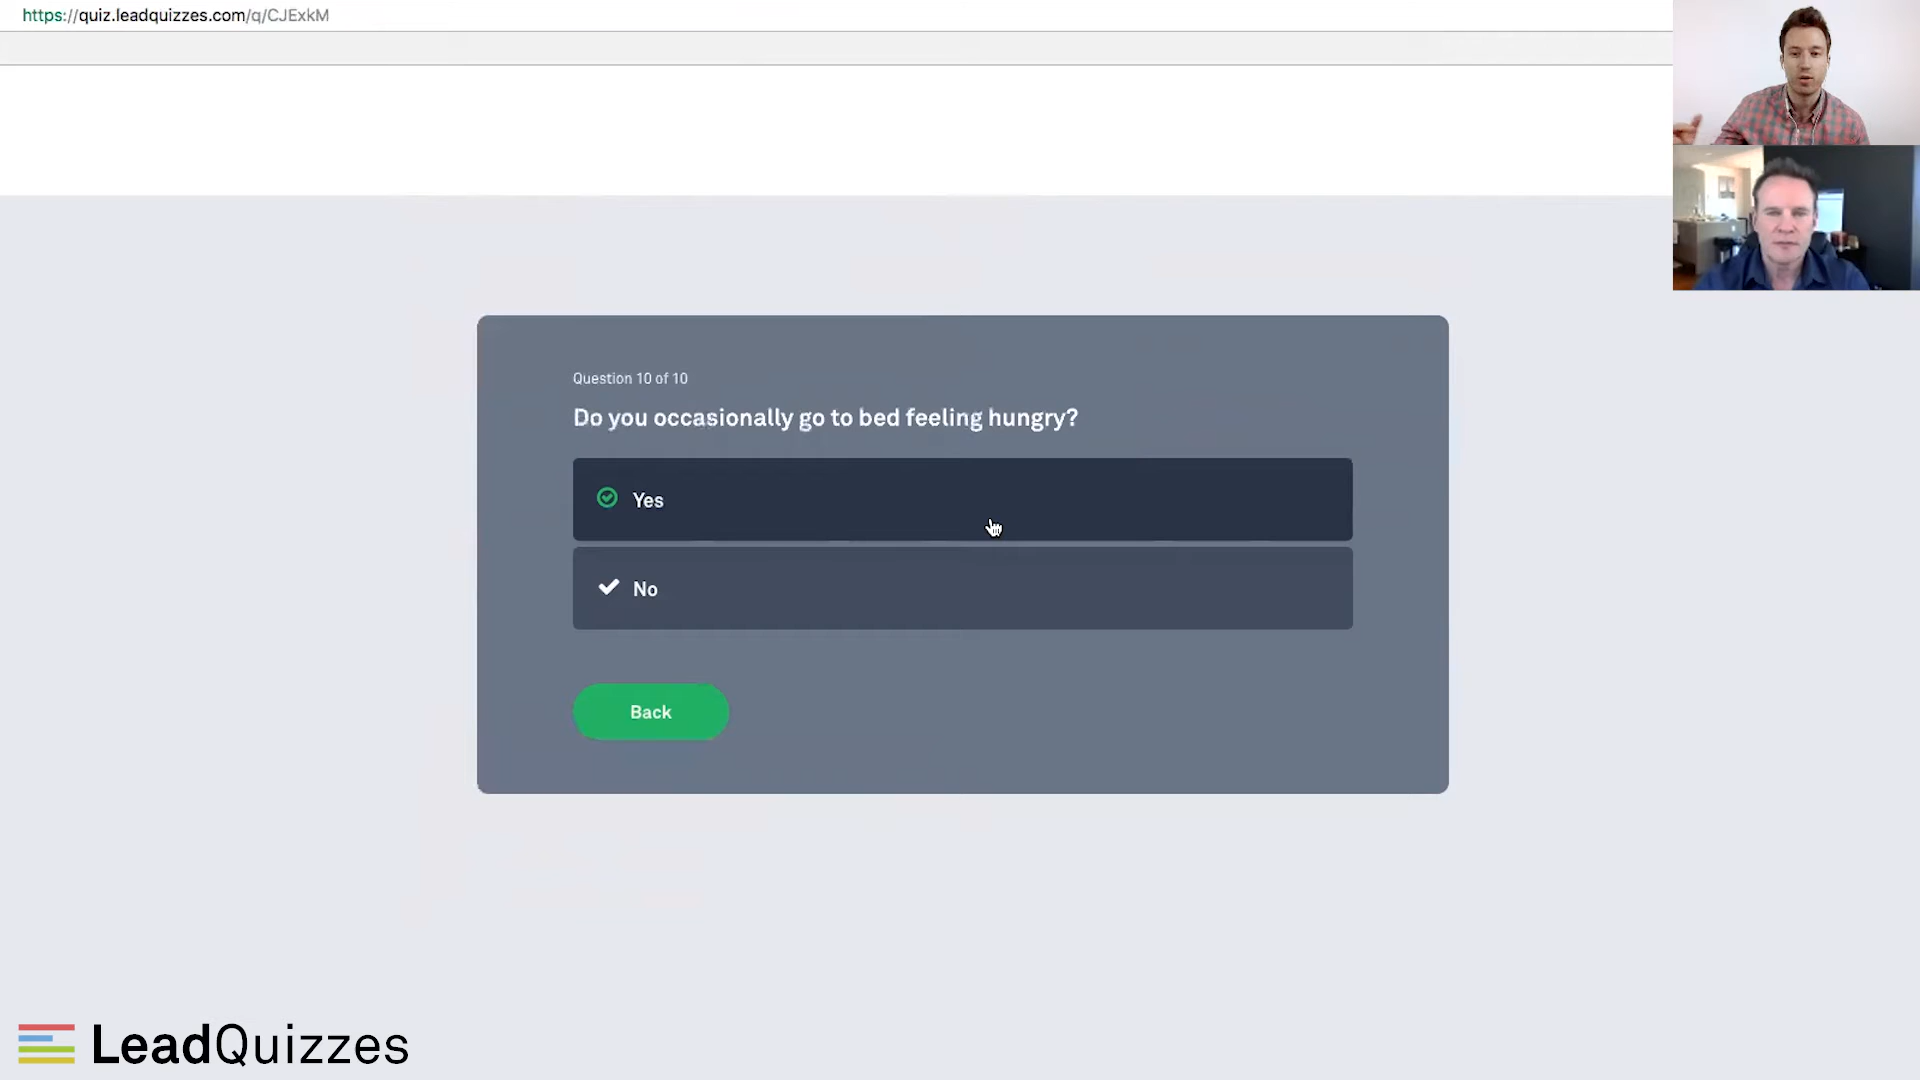 https://quiz.leadquizzes.com/q/CJExkM
Question 10 of 10
Do you occasionally go to bed feeling hungry?
Yes
No
Back
LeadQuizzes